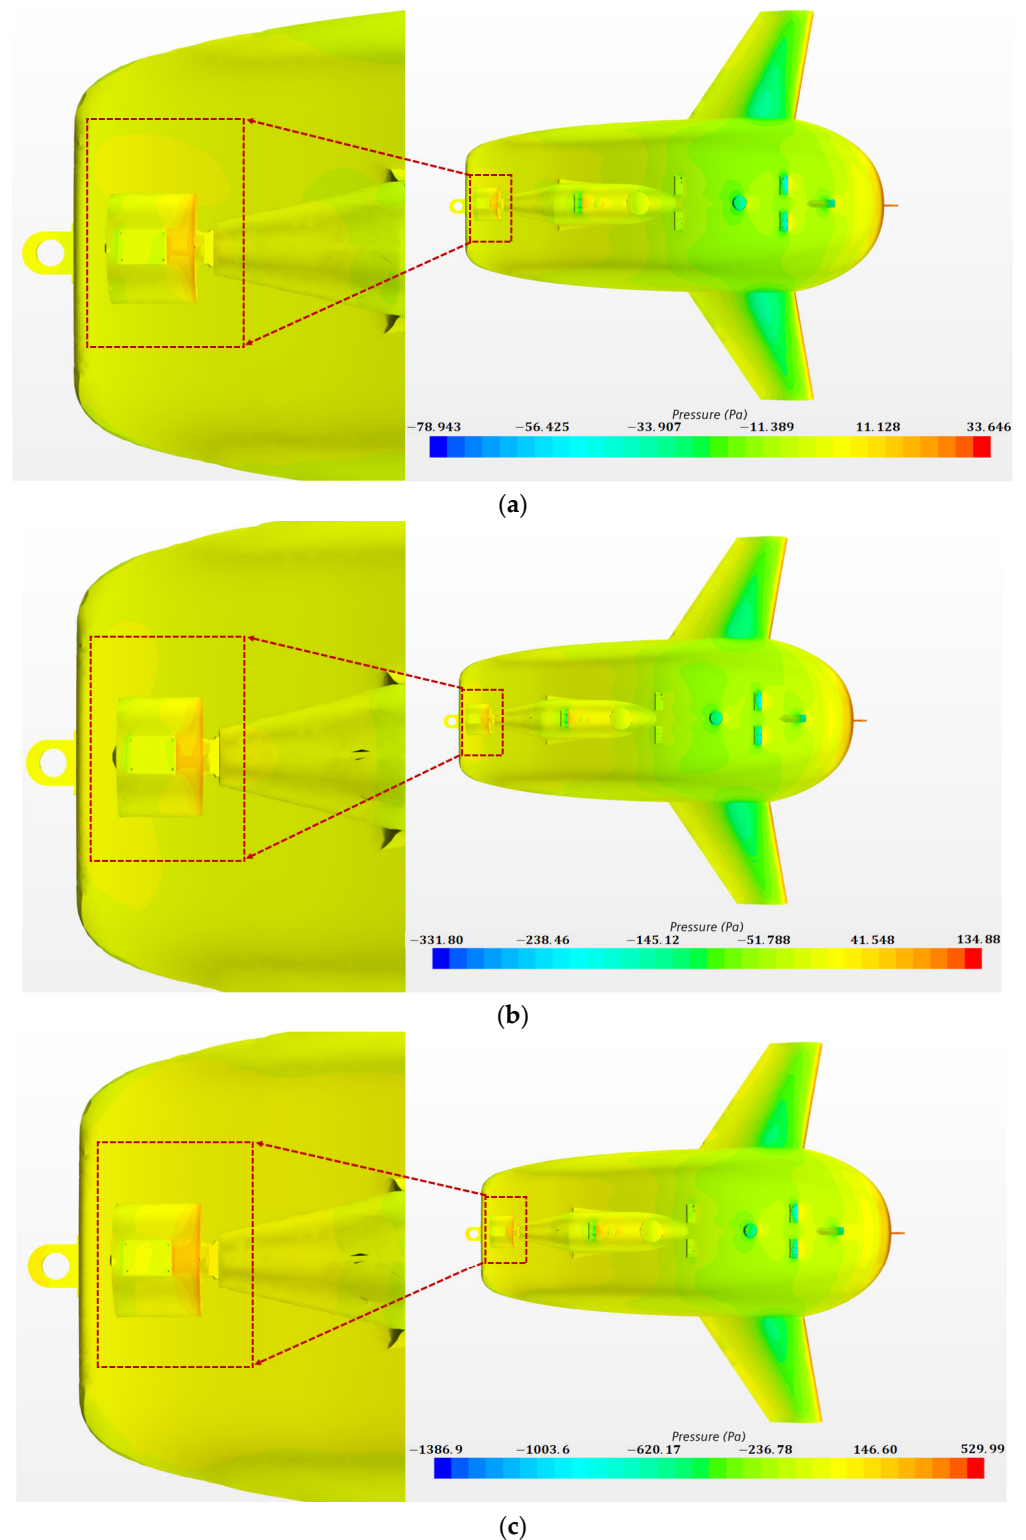 Pressure (Pa)
−78.943 −56.425 −33.907 −11.389 11.128 33.646
(a)
Pressure (Pa)
−331.80 −238.46 −145.12 −51.788 41.548 134.88
(b)
Pressure (Pa)
−1386.9 −1003.6 −620.17 −236.78 146.60 529.99
(c)